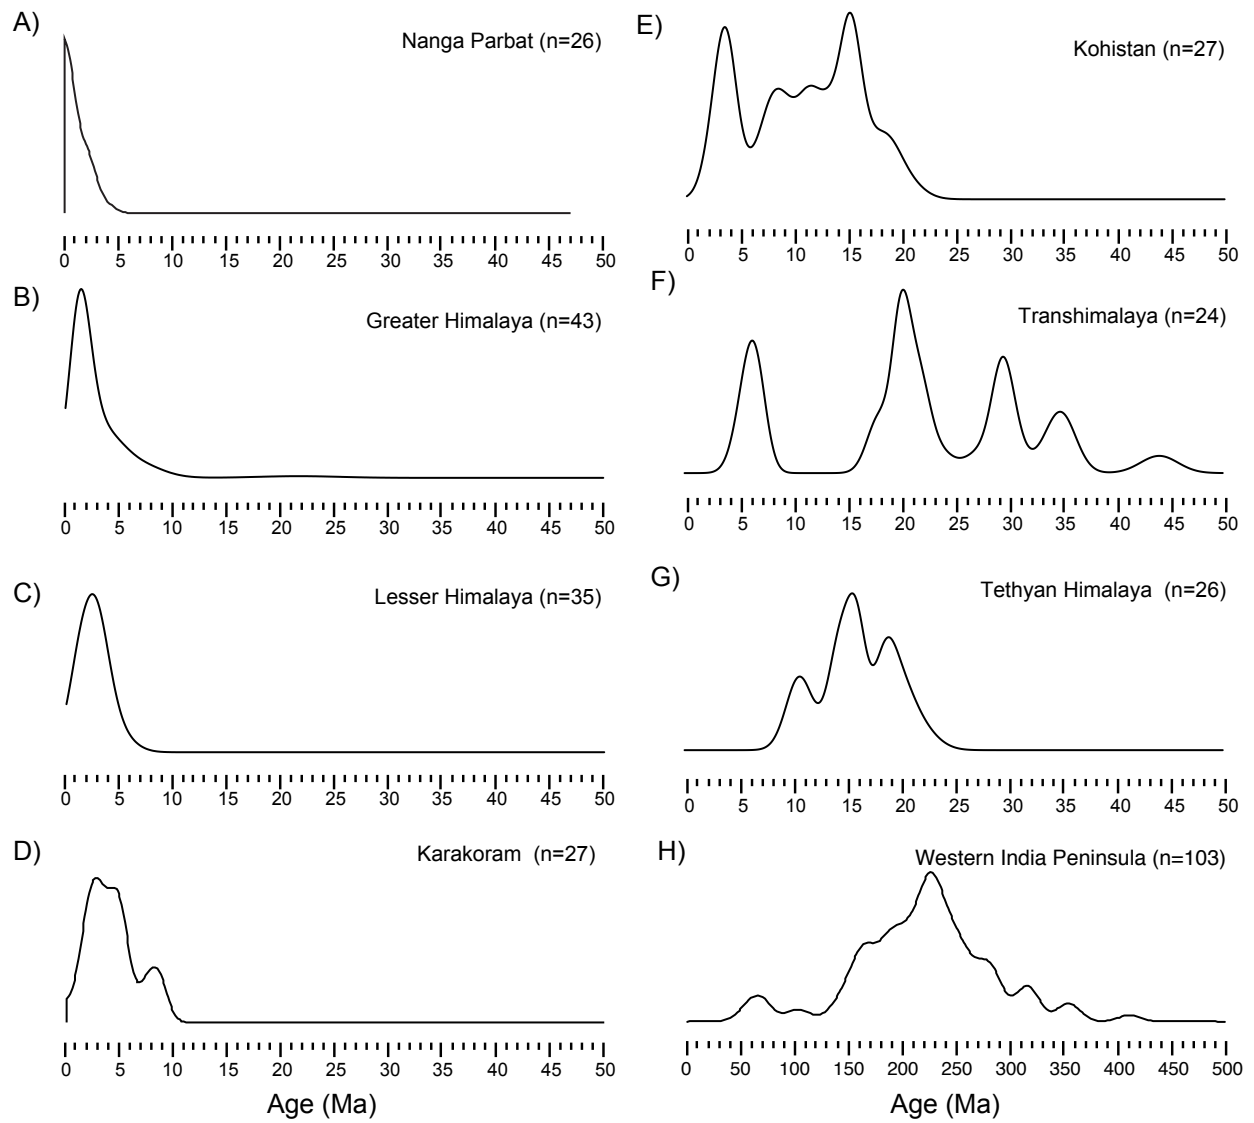 A)
Nanga Parbat (n=26)
0 5 10 15 20 25 30 35 40 45 50
B)
Greater Himalaya (n=43)
0 5 10 15 20 25 30 35 40 45 50
C)
Lesser Himalaya (n=35)
0 5 10 15 20 25 30 35 40 45 50
D)
Karakoram (n=27)
0 5 10 15 20 25 30 35 40 45 50
Age (Ma)
E)
Kohistan (n=27)
0 5 10 15 20 25 30 35 40 45 50
F)
Transhimalaya (n=24)
0 5 10 15 20 25 30 35 40 45 50
G)
Tethyan Himalaya (n=26)
0 5 10 15 20 25 30 35 40 45 50
H)
Western India Peninsula (n=103)
0 50 100 150 200 250 300 350 400 450 500
Age (Ma)